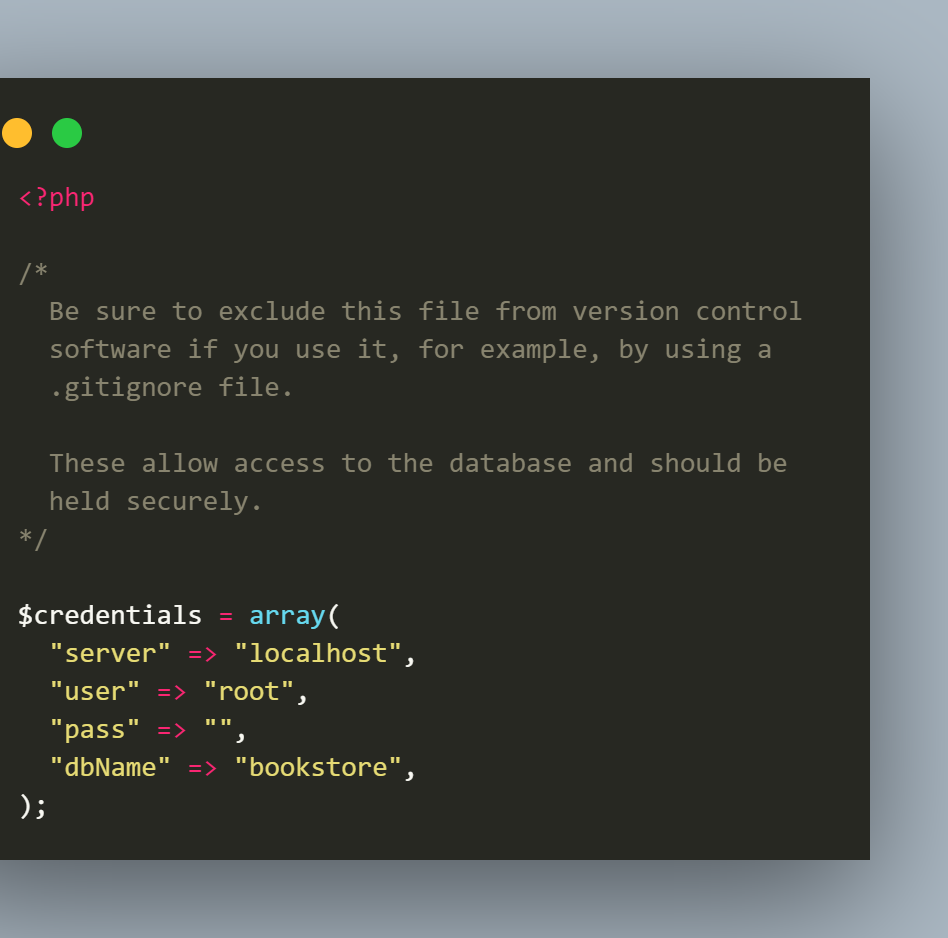 <?php
/*
Be sure to exclude this file from version control
software if you use it, for example, by using a
.gitignore file.
These allow access to the database and should be
held securely.
*/
$credentials = array(
"server" => "localhost",
"user" => "root",
"pass" => "",
"dbName" => "bookstore",
);